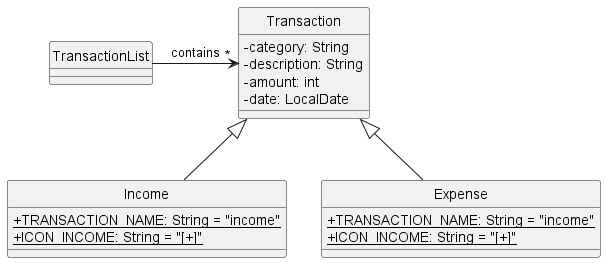 Transaction
-category: String
-description: String
-amount: int
-date: LocalDate
TransactionList
contains *
Income
+TRANSACTION_NAME: String = "income"
+ICON_INCOME: String = "[+]"
Expense
+TRANSACTION_NAME: String = "income"
+ICON_INCOME: String = "[+]"